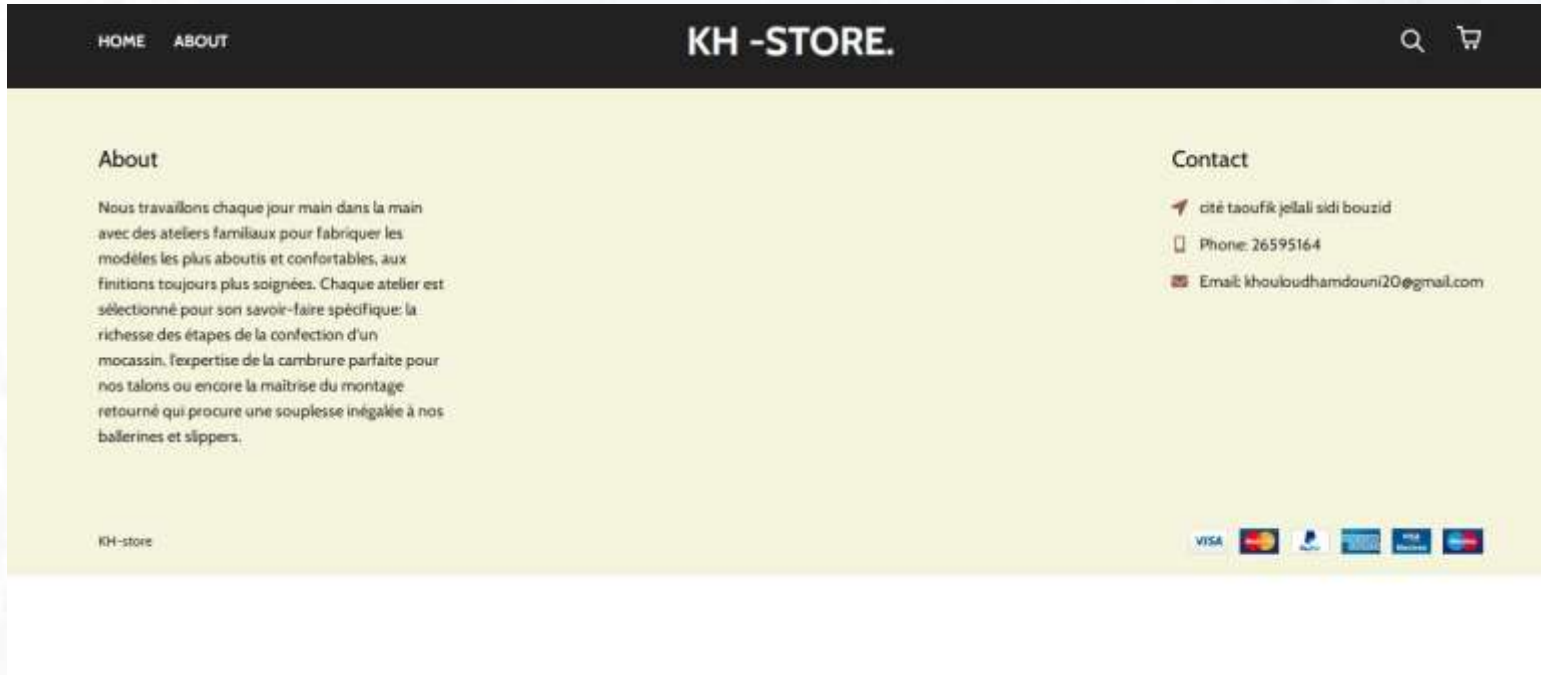 HOME ABOUT KH -STORE.
About
Nous travaillons chaque jour main dans la main
avec des ateliers familiaux pour fabriquer les
modèles les plus aboutis et confortables, aux
finitions toujours plus soignées. Chaque atelier est
sélectionné pour son savoir-faire spécifique: la
richesse des étapes de la confection d'un
mocassin, l'expertise de la cambrure parfaite pour
nos talons ou encore la maîtrise du montage
retourné qui procure une souplesse inégalée à nos
ballerines et slippers.
Contact
cité taoufik jellali sidi bouzid
Phone: 26595164
Email: khouloudhamdouni20@gmail.com
KH-store
VISA